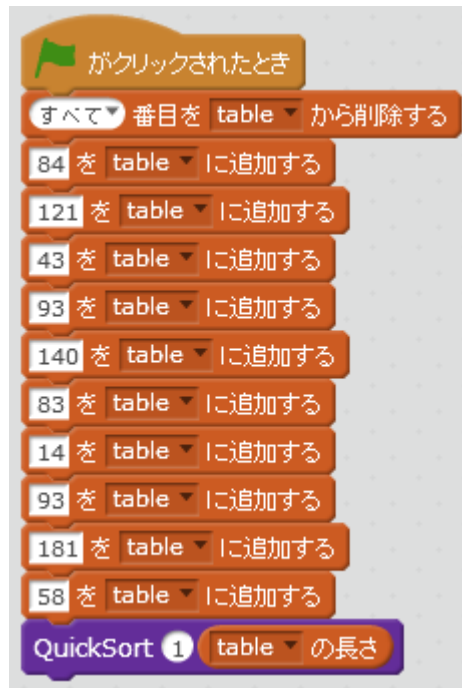 がクリックされたとき
すべて 番目を table から削除する
84 を table に追加する
121 を table に追加する
43 を table に追加する
93 を table に追加する
140 を table に追加する
83 を table に追加する
14 を table に追加する
93 を table に追加する
181 を table に追加する
58 を table に追加する
QuickSort 1 table の長さ